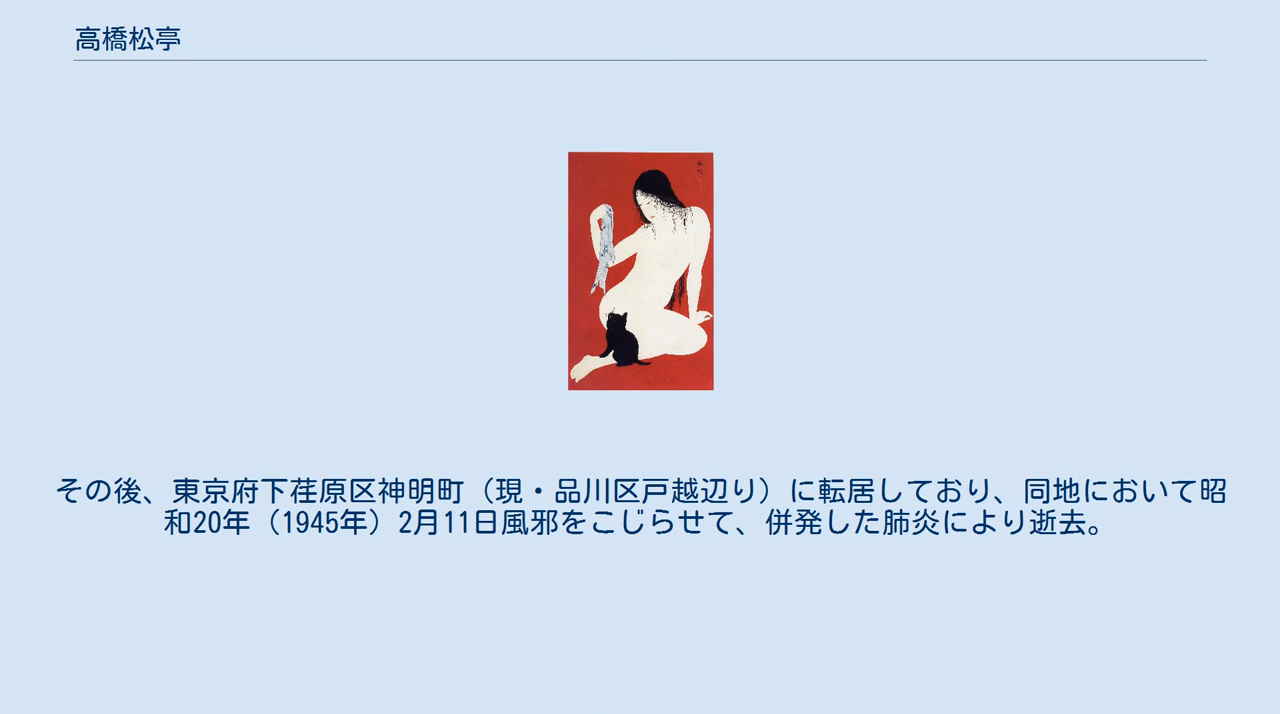 高橋松亭
その後、東京府下荏原区神明町（現・品川区戸越辺り）に転居しており、同地において昭
和20年（1945年）2月11日風邪をこじらせて、併発した肺炎により逝去。